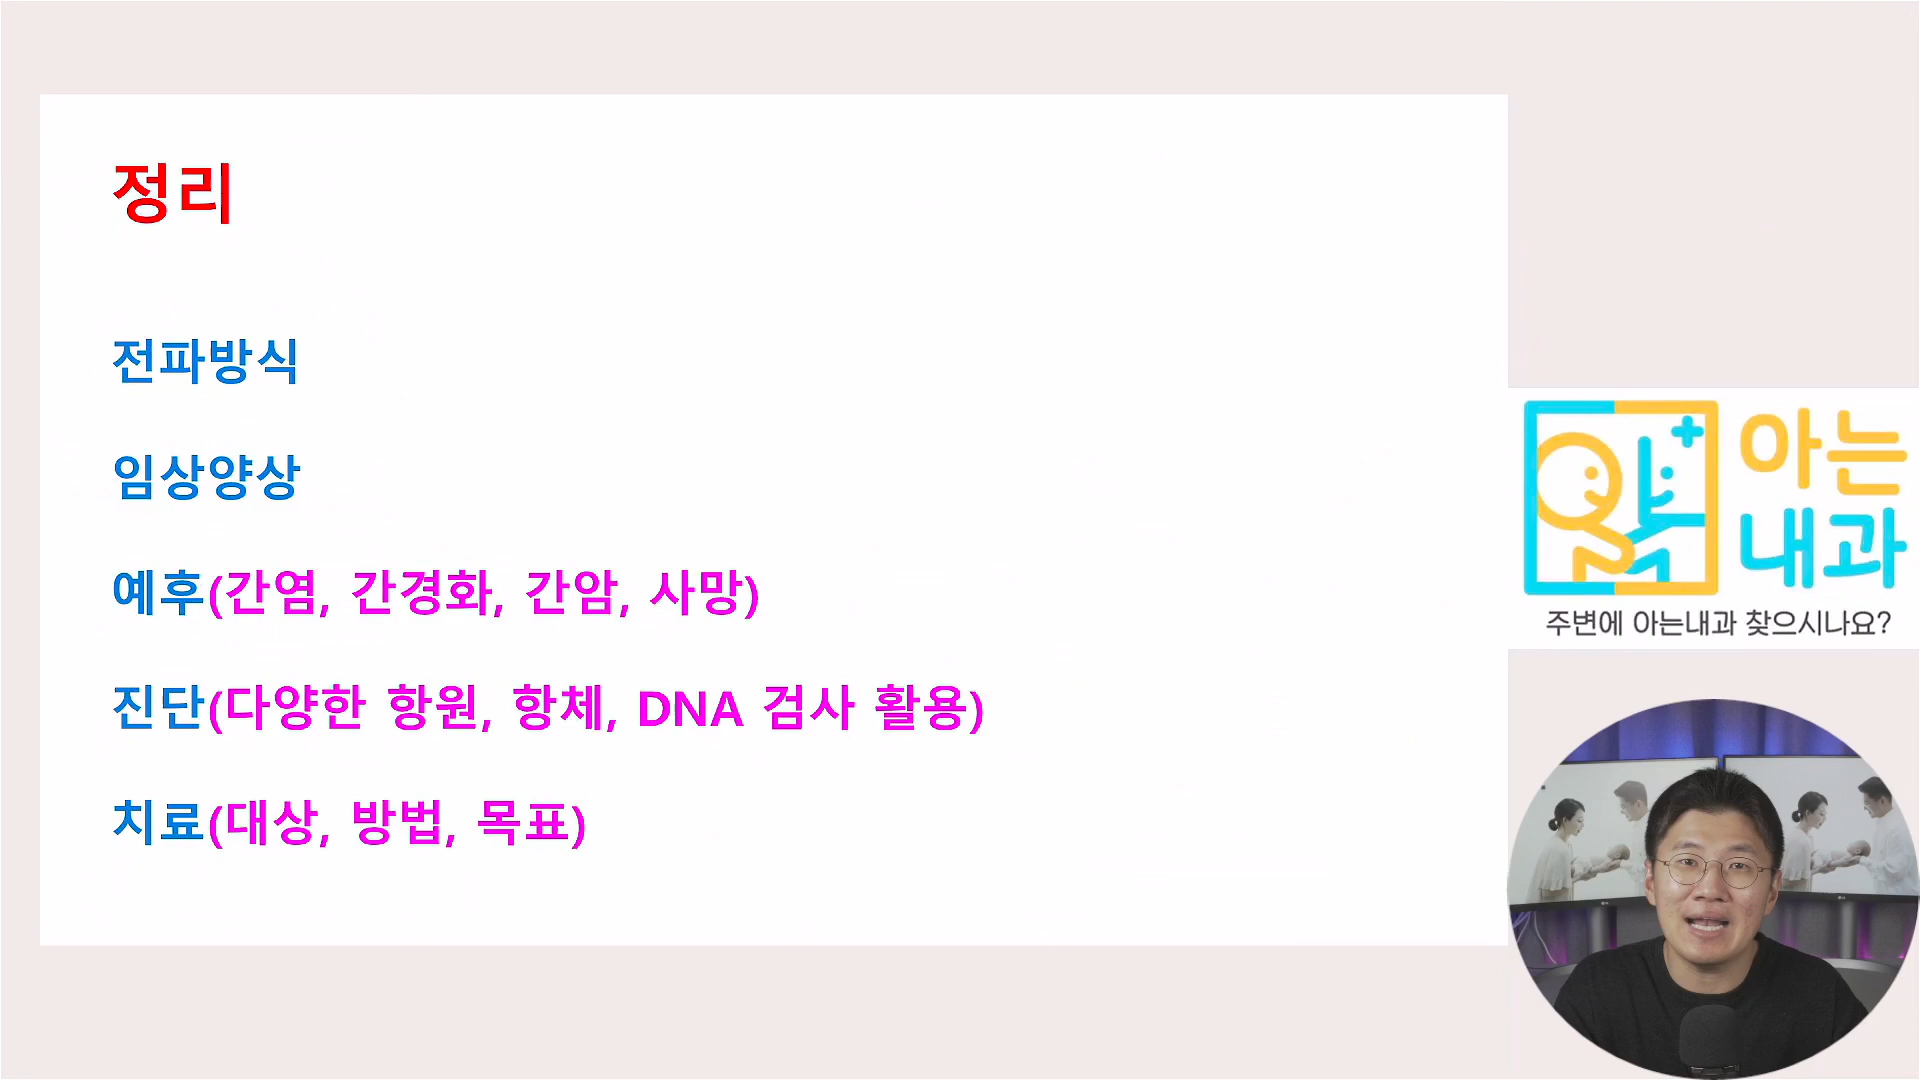 정리
전파방식
임상양상
예후(간염, 간경화, 간암, 사망)
진단(다양한 항원, 항체, DNA 검사 활용)
치료(대상, 방법, 목표)
아는
내과
주변에 아는내과 찾으시나요?